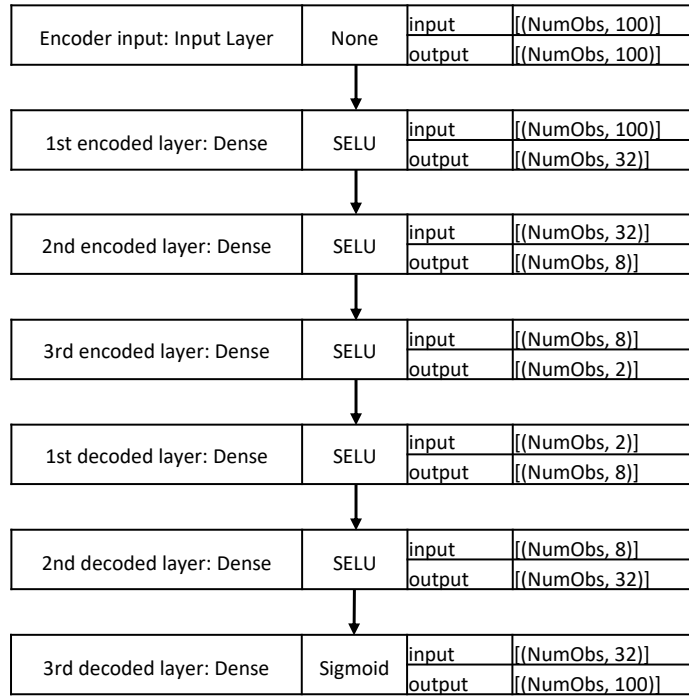 Encoder input: Input Layer None input [(NumObs, 100)]
output [(NumObs, 100)]
1st encoded layer: Dense SELU input [(NumObs, 100)]
output [(NumObs, 32)]
2nd encoded layer: Dense SELU input [(NumObs, 32)]
output [(NumObs, 8)]
3rd encoded layer: Dense SELU input [(NumObs, 8)]
output [(NumObs, 2)]
1st decoded layer: Dense SELU input [(NumObs, 2)]
output [(NumObs, 8)]
2nd decoded layer: Dense SELU input [(NumObs, 8)]
output [(NumObs, 32)]
3rd decoded layer: Dense Sigmoid input [(NumObs, 32)]
output [(NumObs, 100)]